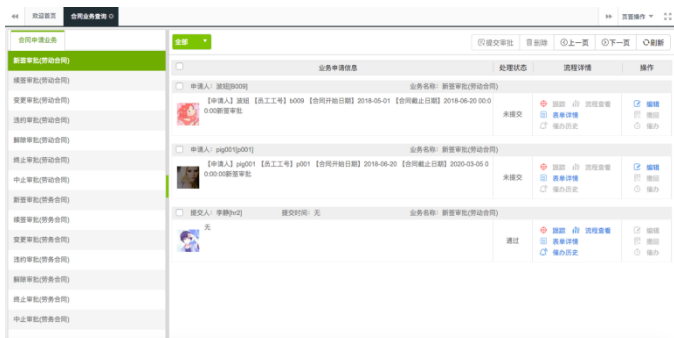 欢迎首页 合同业务查询 页签操作
合同申请业务
全部 提交审批 删除 上一页 下一页 刷新
新签审批(劳动合同)
续签审批(劳动合同)
变更审批(劳动合同)
违约审批(劳动合同)
解除审批(劳动合同)
终止审批(劳动合同)
中止审批(劳动合同)
新签审批(劳务合同)
续签审批(劳务合同)
变更审批(劳务合同)
违约审批(劳务合同)
解除审批(劳务合同)
终止审批(劳务合同)
中止审批(劳务合同)
业务申请信息 处理状态 流程详情 操作
申请人：波妞[B009] 业务名称：新签审批(劳动合同)
【申请人】波妞 【员工工号】b009 【合同开始日期】2018-05-01 【合同截止日期】2018-06-20 00:0
0:00新签审批
未提交
跟踪 流程查看 编辑
表单详情 撤回
催办历史 催办
申请人：pig001[p001] 业务名称：新签审批(劳动合同)
【申请人】pig001 【员工工号】p001 【合同开始日期】2018-06-20 【合同截止日期】2020-03-05 0
0:00:00新签审批
未提交
跟踪 流程查看 编辑
表单详情 撤回
催办历史 催办
提交人：李静[hr2] 提交时间：无 业务名称：新签审批(劳动合同)
无
通过
跟踪 流程查看 编辑
表单详情 撤回
催办历史 催办